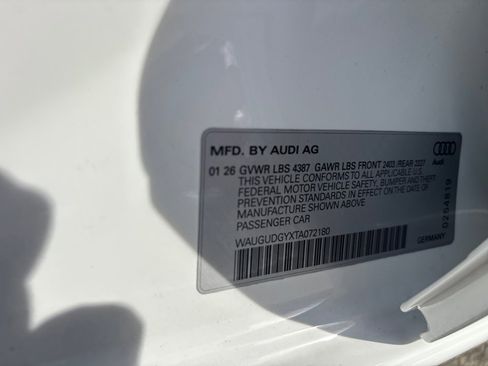 MFD. BY AUDI AG
Audi
01 26 GVWR LBS 4387 GAWR LBS FRONT 2403 /REAR 2227
THIS VEHICLE CONFORMS TO ALL APPLICABLE U.S.
FEDERAL MOTOR VEHICLE SAFETY, BUMPER AND THEFT
PREVENTION STANDARDS IN EFFECT ON THE DATE OF
MANUFACTURE SHOWN ABOVE
PASSENGER CAR
WAUGUDGYXTA072180
GERMANY
0254819